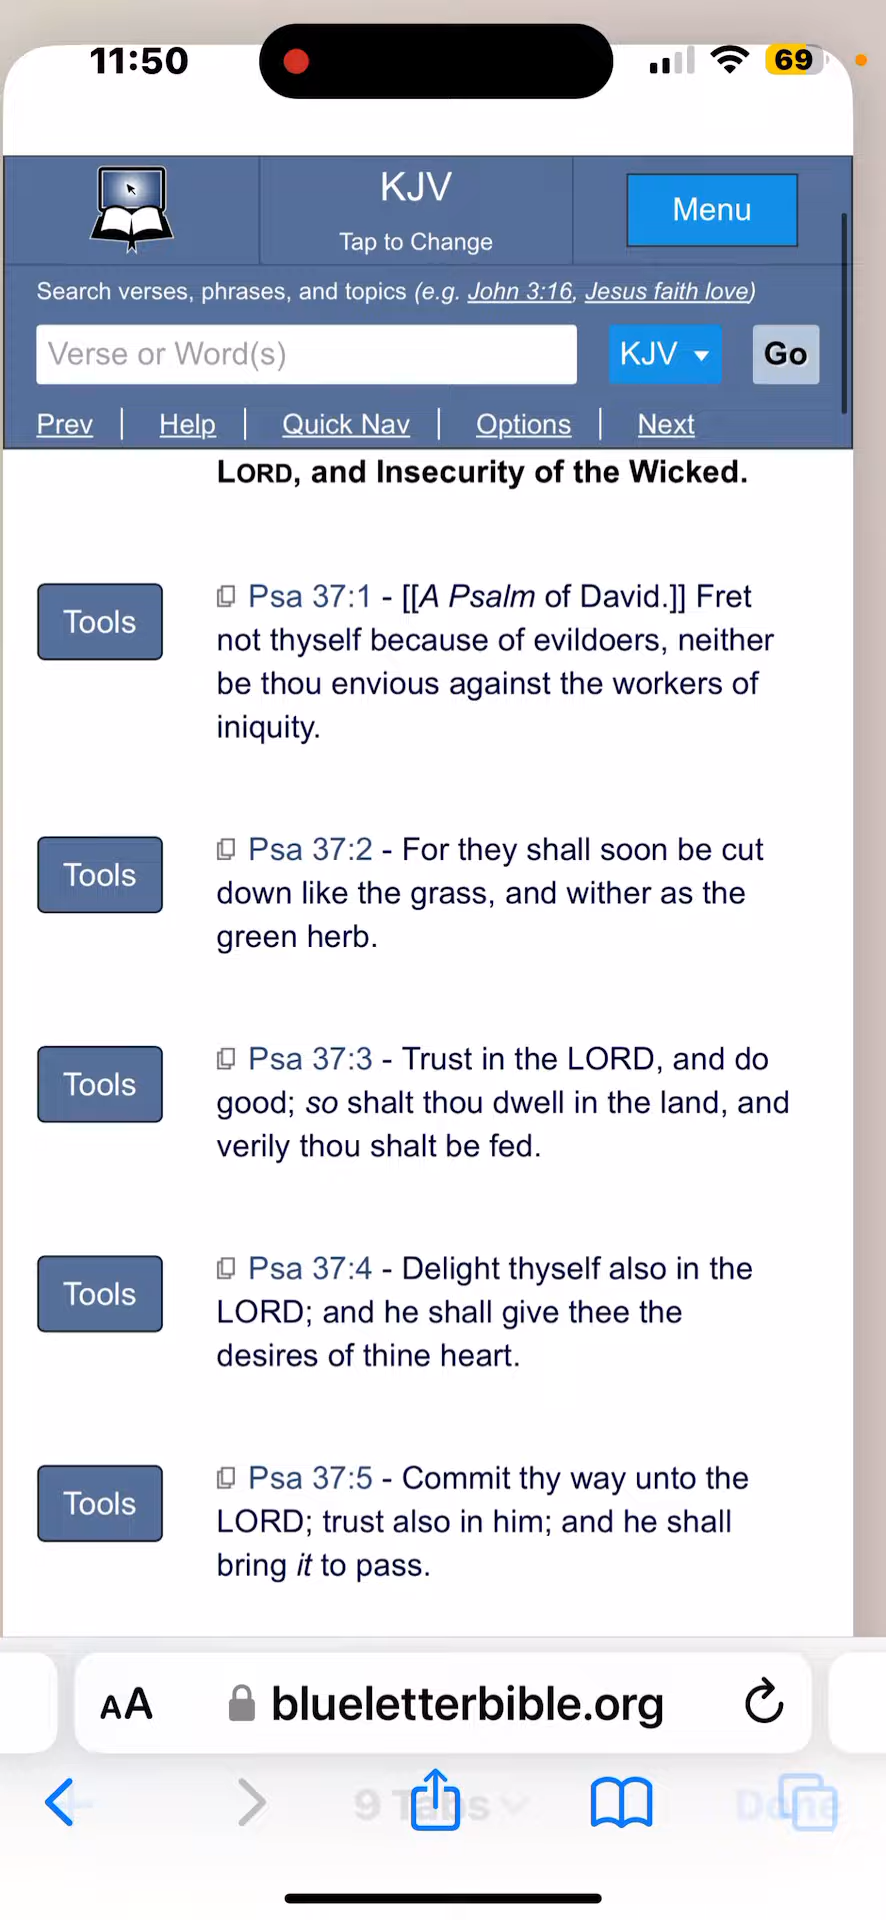 11:50
69
KJV
Tap to Change
Menu
Search verses, phrases, and topics (e.g. John 3:16, Jesus faith love)
Verse or Word(s)
KJV
Go
Prev | Help | Quick Nav | Options | Next
LORD, and Insecurity of the Wicked.
Tools
Psa 37:1 - [[A Psalm of David.]] Fret
not thyself because of evildoers, neither
be thou envious against the workers of
iniquity.
Tools
Psa 37:2 - For they shall soon be cut
down like the grass, and wither as the
green herb.
Tools
Psa 37:3 - Trust in the LORD, and do
good; so shalt thou dwell in the land, and
verily thou shalt be fed.
Tools
Psa 37:4 - Delight thyself also in the
LORD; and he shall give thee the
desires of thine heart.
Tools
Psa 37:5 - Commit thy way unto the
LORD; trust also in him; and he shall
bring it to pass.
AA
blueletterbible.org
9 Tabs
Done